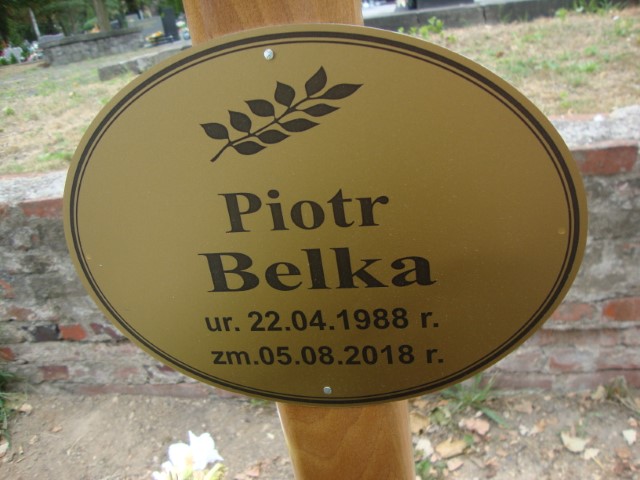 Piotr
Belka
ur. 22.04.1988 r.
zm.05.08.2018 r.